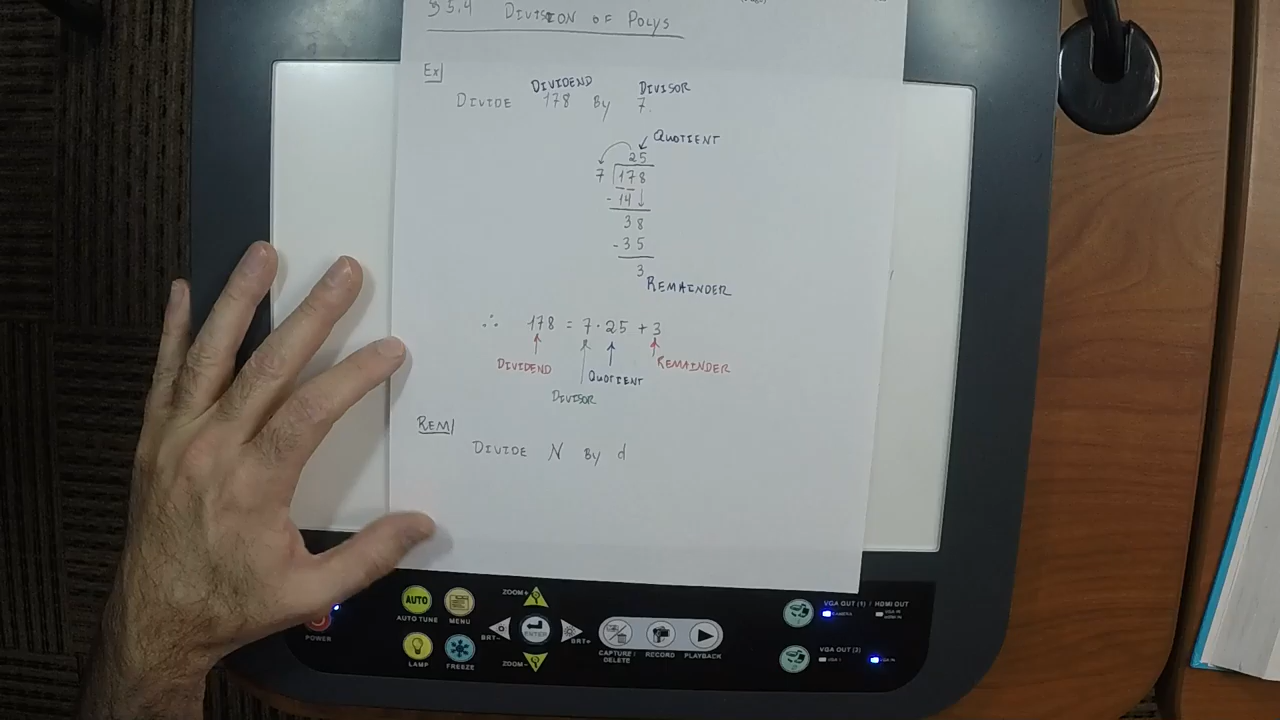 §5.4 DIVISION OF POLYS
Ex|
DIVIDEND DIVISOR
DIVIDE 178 By 7.
QUOTIENT
25
7 178
- 14
38
- 35
3
REMAINDER
∴ 178 = 7 · 25 + 3
DIVIDEND QUOTIENT REMAINDER
DIVISOR
REM|
DIVIDE N By d
AUTO
AUTO TUNE
MENU
ZOOM+
BRT-
ENTER
BRT+
ZOOM-
CAPTURE/
DELETE
RECORD
PLAYBACK
POWER
LAMP
FREEZE
VGA OUT (1) / HDMI OUT
CAMERA
VGA OUT (2)